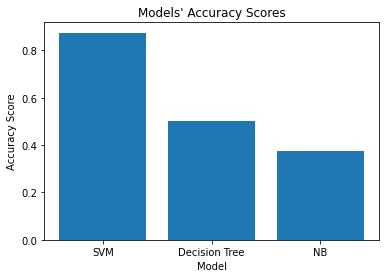 Models' Accuracy Scores
Accuracy Score
0.8
0.6
0.4
0.2
0.0
SVM
Decision Tree
NB
Model